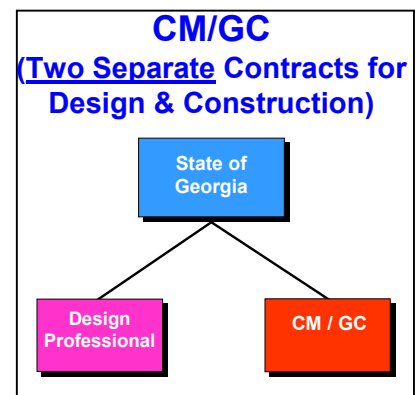 CM/GC
(Two Separate Contracts for
Design & Construction)
State of
Georgia
Design
Professional
CM / GC